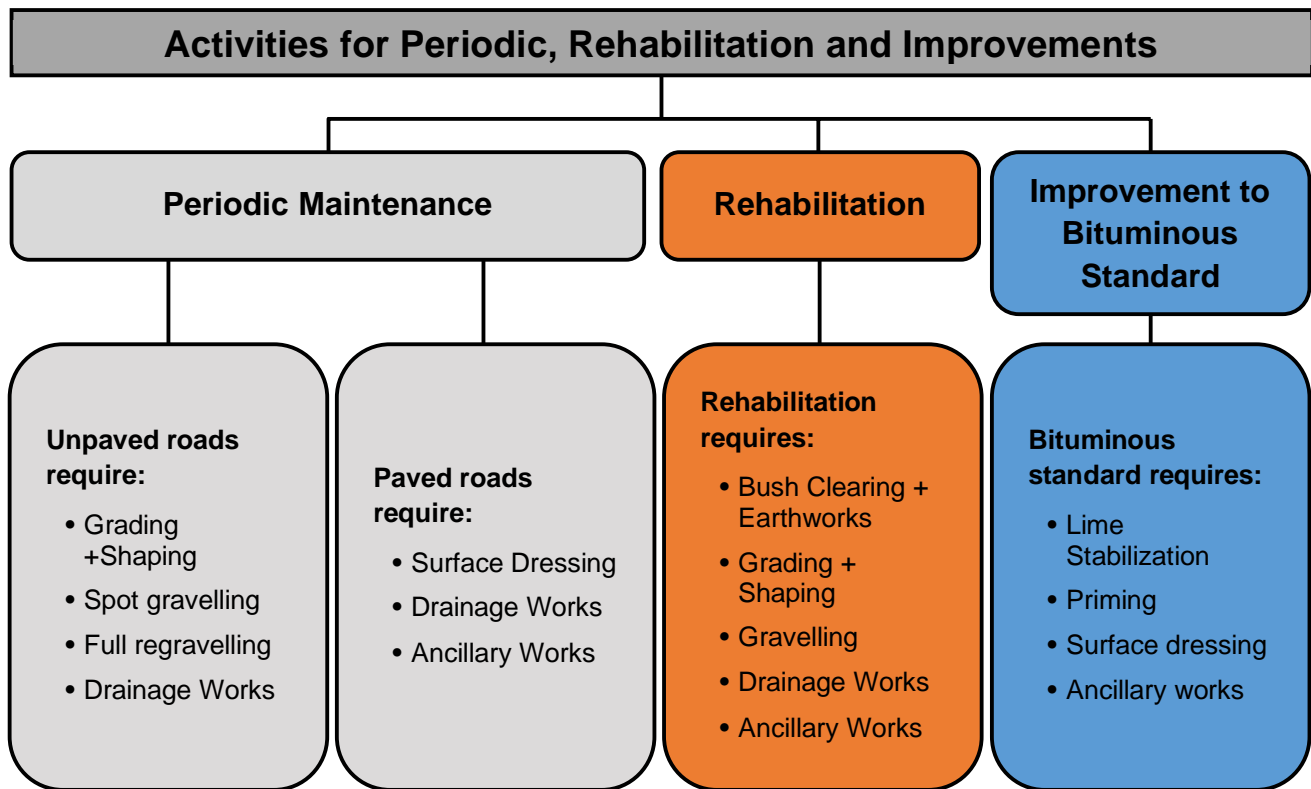 Activities for Periodic, Rehabilitation and Improvements
Periodic Maintenance
Rehabilitation
Improvement to
Bituminous
Standard
Unpaved roads
require:
• Grading
+Shaping
• Spot gravelling
• Full regravelling
• Drainage Works
Paved roads
require:
• Surface Dressing
• Drainage Works
• Ancillary Works
Rehabilitation
requires:
• Bush Clearing +
Earthworks
• Grading +
Shaping
• Gravelling
• Drainage Works
• Ancillary Works
Bituminous
standard requires:
• Lime
Stabilization
• Priming
• Surface dressing
• Ancillary works